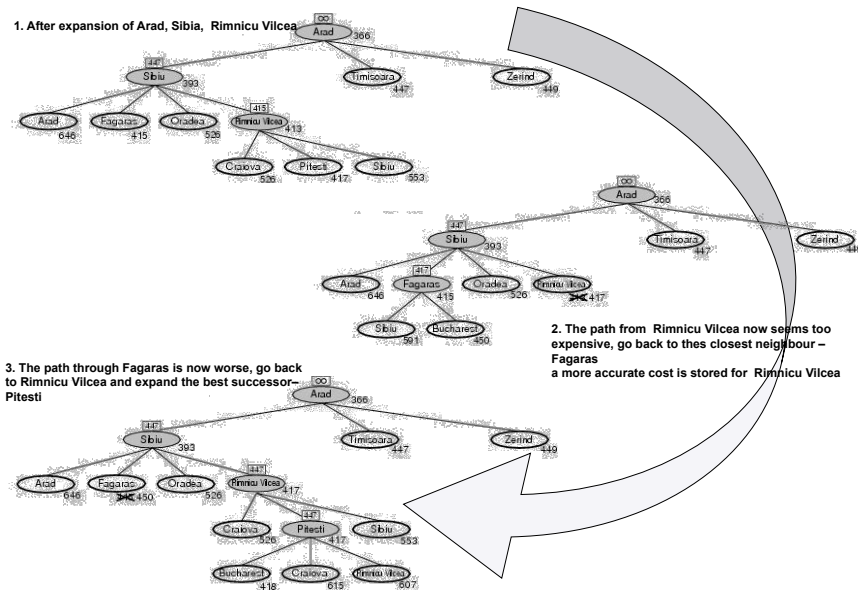 1. After expansion of Arad, Sibia, Rimnicu Vilcea
∞
Arad
366
447
Sibiu
393
Timisoara
447
Zerind
449
Arad
646
Fagaras
415
Oradea
526
415
Rimnicu Vilcea
413
Craiova
526
Pitesti
417
Sibiu
553
∞
Arad
366
447
Sibiu
393
Timisoara
447
Zerind
Arad
646
417
Fagaras
415
Oradea
526
Rimnicu Vilcea
417
Sibiu
591
Bucharest
450
2. The path from Rimnicu Vilcea now seems too
expensive, go back to thes closest neighbour –
Fagaras
a more accurate cost is stored for Rimnicu Vilcea
3. The path through Fagaras is now worse, go back
to Rimnicu Vilcea and expand the best successor–
Pitesti
∞
Arad
366
447
Sibiu
393
Timisoara
447
Zerind
449
Arad
646
Fagaras
450
Oradea
526
447
Rimnicu Vilcea
417
Craiova
526
447
Pitesti
417
Sibiu
553
Bucharest
418
Craiova
615
Rimnicu Vilcea
607